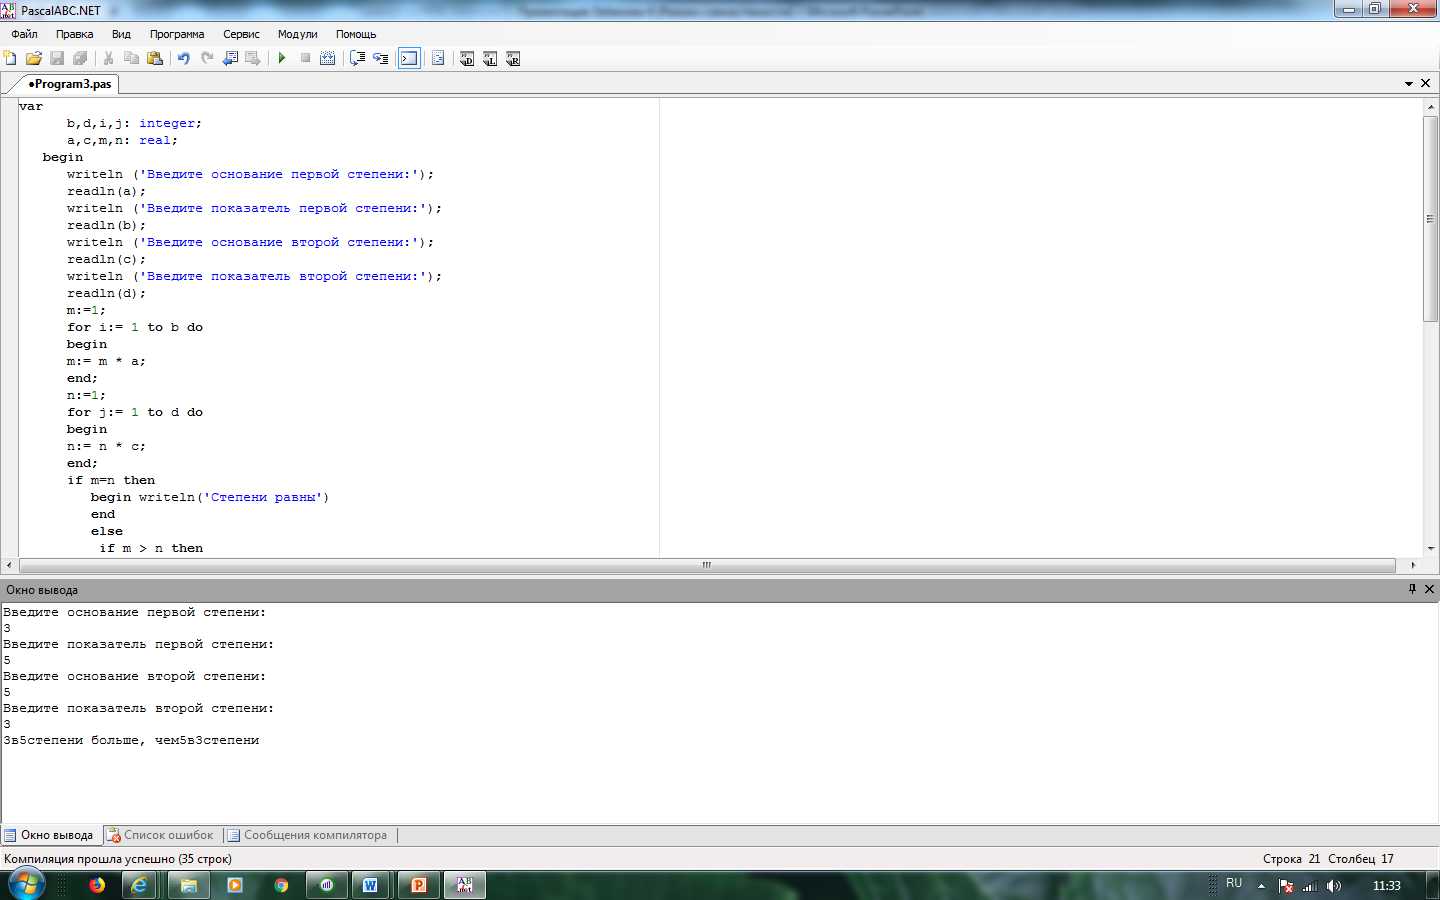 PascalABC.NET
Файл Правка Вид Программа Сервис Модули Помощь
•Program3.pas
var
b,d,i,j: integer;
a,c,m,n: real;
begin
writeln ('Введите основание первой степени:');
readln(a);
writeln ('Введите показатель первой степени:');
readln(b);
writeln ('Введите основание второй степени:');
readln(c);
writeln ('Введите показатель второй степени:');
readln(d);
m:=1;
for i:= 1 to b do
begin
m:= m * a;
end;
n:=1;
for j:= 1 to d do
begin
n:= n * c;
end;
if m=n then
begin writeln('Степени равны')
end
else
if m > n then
Окно вывода
Введите основание первой степени:
3
Введите показатель первой степени:
5
Введите основание второй степени:
5
Введите показатель второй степени:
3
3в5степени больше, чем5в3степени
Окно вывода Список ошибок Сообщения компилятора
Компиляция прошла успешно (35 строк) Строка 21 Столбец 17
RU 11:33